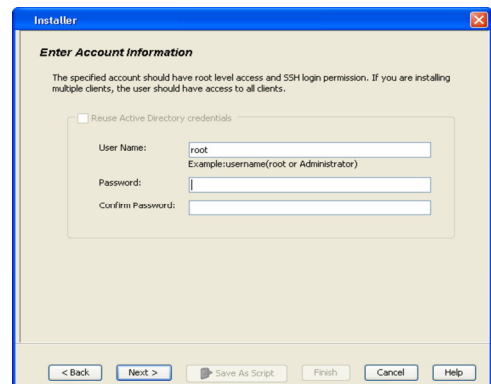 Installer
Enter Account Information
The specified account should have root level access and SSH login permission. If you are installing
multiple clients, the user should have access to all clients.
Reuse Active Directory credentials
User Name:
root
Example:username(root or Administrator)
Password:
Confirm Password:
< Back
Next >
Save As Script
Finish
Cancel
Help